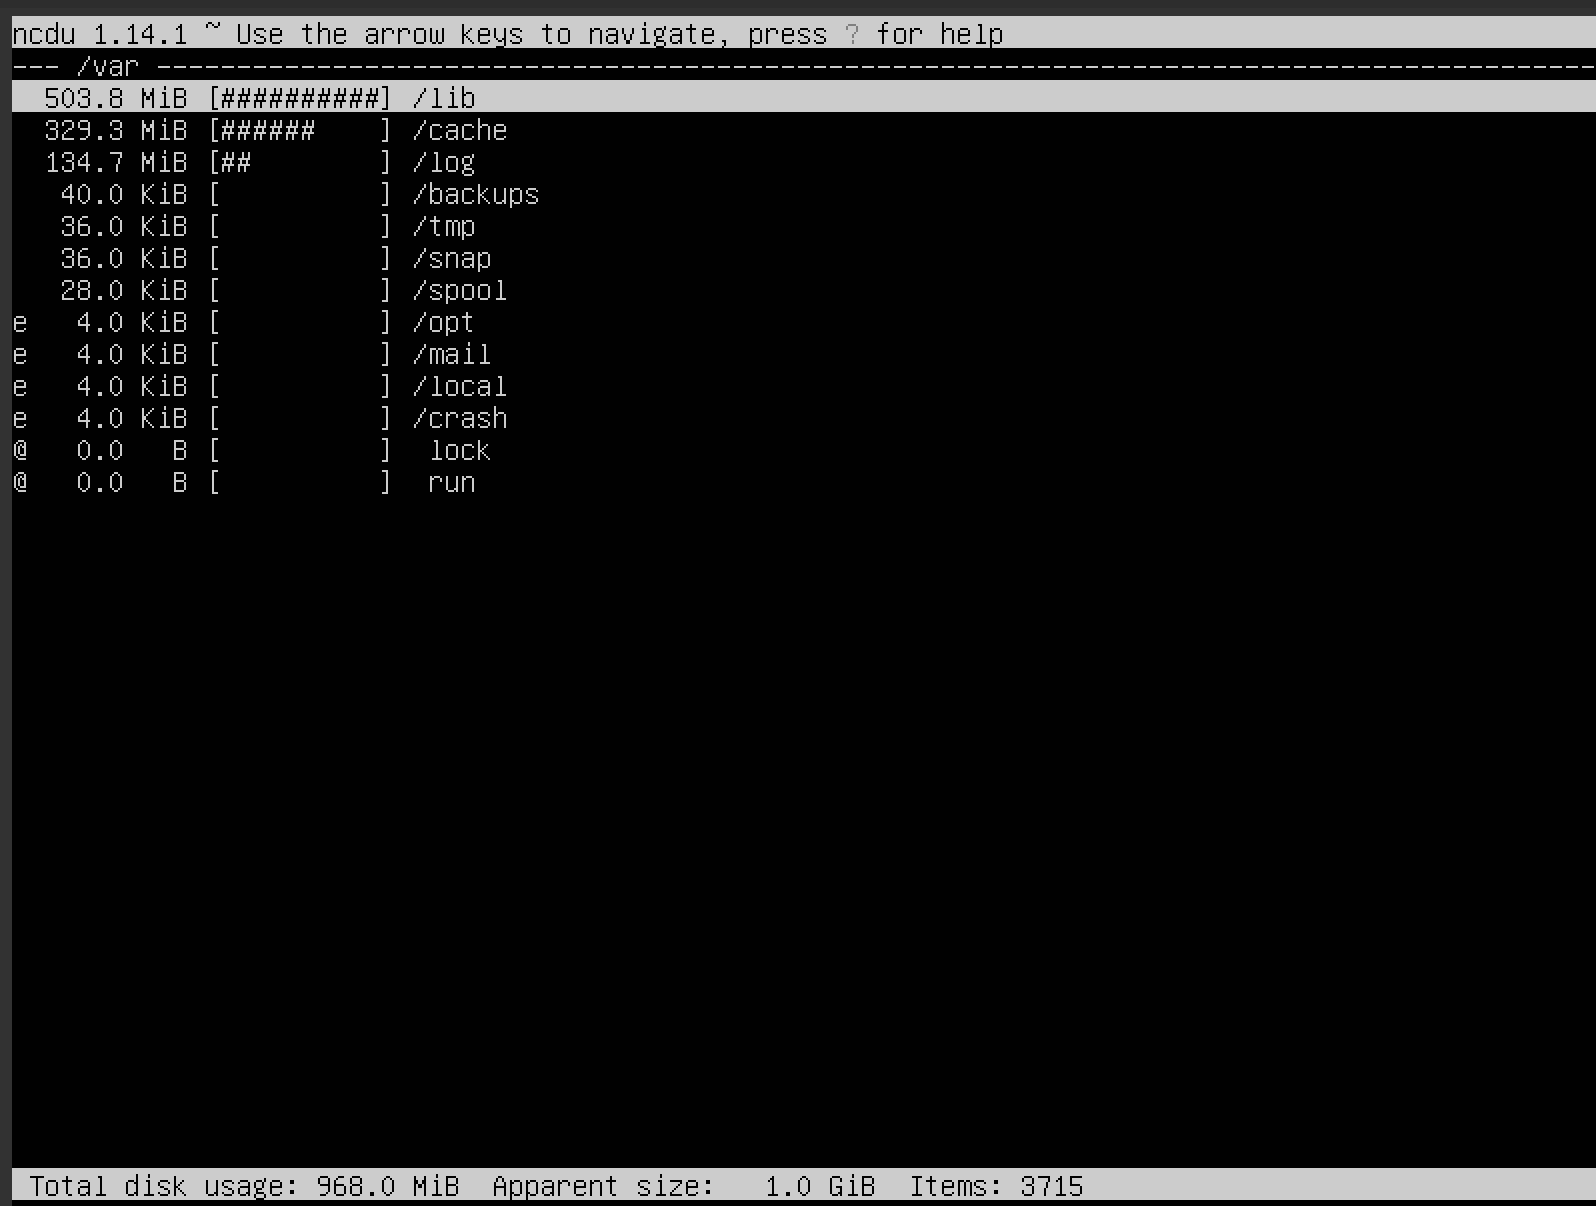 ncdu 1.14.1 ~ Use the arrow keys to navigate, press ? for help
--- /var ------------------------------------------------------------------------------------------
  503.8 MiB [##########] /lib
  329.3 MiB [######    ] /cache
  134.7 MiB [##        ] /log
   40.0 KiB [          ] /backups
   36.0 KiB [          ] /tmp
   36.0 KiB [          ] /snap
   28.0 KiB [          ] /spool
e   4.0 KiB [          ] /opt
e   4.0 KiB [          ] /mail
e   4.0 KiB [          ] /local
e   4.0 KiB [          ] /crash
@   0.0   B [          ]  lock
@   0.0   B [          ]  run
Total disk usage: 968.0 MiB  Apparent size:   1.0 GiB  Items: 3715